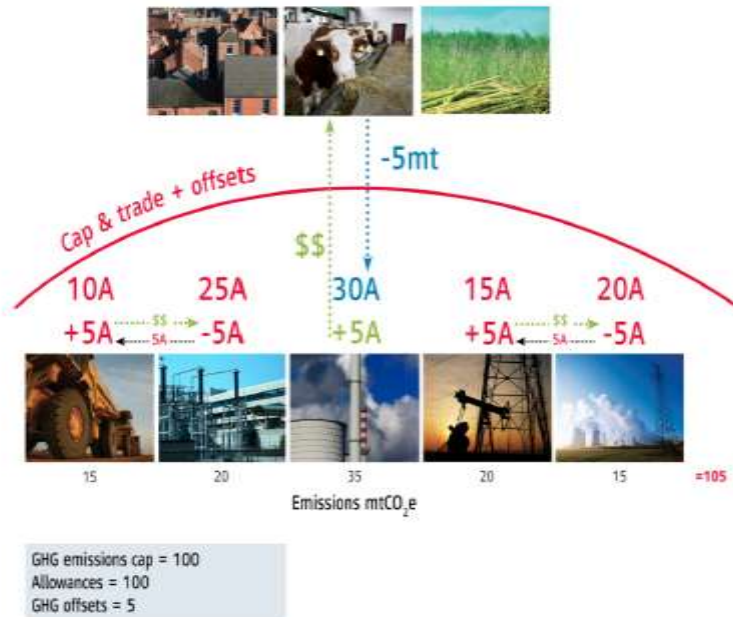 -5mt
Cap & trade + offsets
$$
10A 25A 30A 15A 20A
+5A $$ -5A +5A +5A $$ -5A
5A 5A
15 20 35 20 15 =105
Emissions mtCO₂e
GHG emissions cap = 100
Allowances = 100
GHG offsets = 5